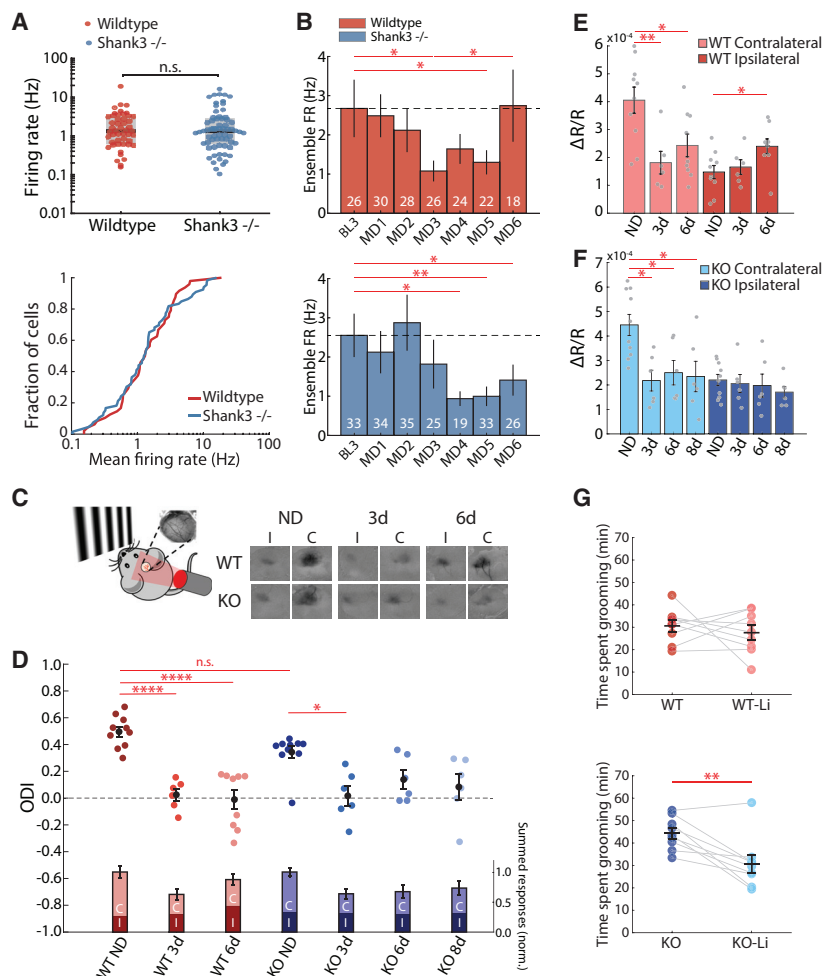 A
Wildtype
Shank3 -/-
n.s.
Firing rate (Hz)
100
10
1
0.1
0.01
Wildtype
Shank3 -/-
Fraction of cells
1
0.8
0.6
0.4
0.2
0
Wildtype
Shank3 -/-
0.1
1
10
100
Mean firing rate (Hz)
B
Wildtype
Shank3 -/-
* *
*
Ensemble FR (Hz)
4
3
2
1
0
26 30 28 26 24 22 18
BL3 MD1 MD2 MD3 MD4 MD5 MD6
*
**
*
Ensemble FR (Hz)
4
3
2
1
0
33 34 35 25 19 33 26
BL3 MD1 MD2 MD3 MD4 MD5 MD6
E
WT Contralateral
WT Ipsilateral
x10-4
*
**
*
ΔR/R
6
5
4
3
2
1
0
ND 3d 6d ND 3d 6d
F
KO Contralateral
KO Ipsilateral
x10-4
*
*
*
ΔR/R
7
6
5
4
3
2
1
0
ND 3d 6d 8d ND 3d 6d 8d
C
ND 3d 6d
I C I C I C
WT
KO
D
n.s.
****
****
*
ODI
1.0
0.8
0.6
0.4
0.2
0.0
-0.2
-0.4
-0.6
-0.8
-1.0
C
I
C
I
C
I
C
I
C
I
C
I
C
I
WT ND WT 3d WT 6d KO ND KO 3d KO 6d KO 8d
1.0
0.5
0.0
Summed responses (norm.)
G
Time spent grooming (min)
70
60
50
40
30
20
10
0
WT WT-Li
**
Time spent grooming (min)
70
60
50
40
30
20
10
0
KO KO-Li